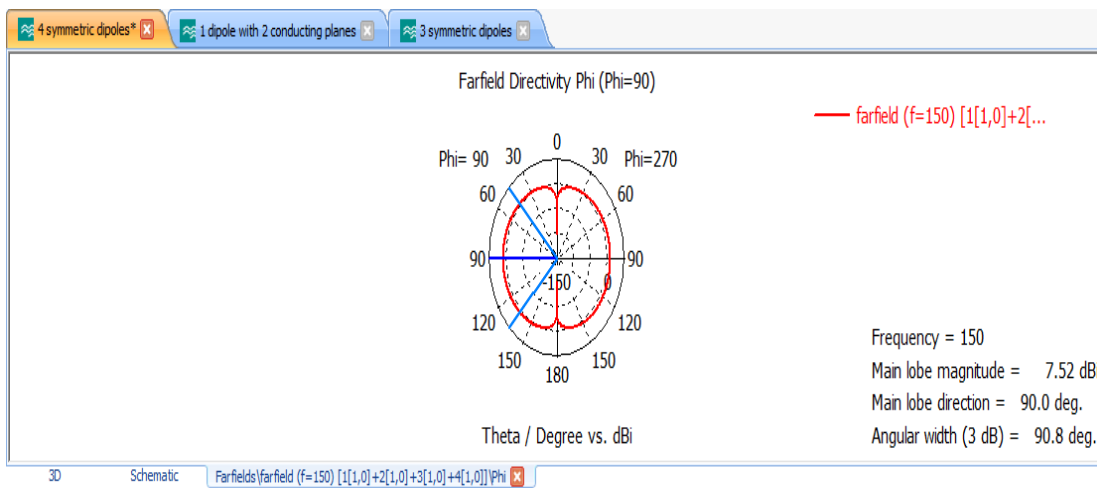 4 symmetric dipoles* 1 dipole with 2 conducting planes 3 symmetric dipoles
Farfield Directivity Phi (Phi=90)
farfield (f=150) [1[1,0]+2[...
0
Phi= 90 30 30 Phi=270
60 60
90 90
-150 0
120 120
150 150
180
Frequency = 150
Main lobe magnitude = 7.52 dB
Main lobe direction = 90.0 deg.
Theta / Degree vs. dBi
Angular width (3 dB) = 90.8 deg.
3D Schematic Farfields\farfield (f=150) [1[1,0]+2[1,0]+3[1,0]+4[1,0]]\Phi